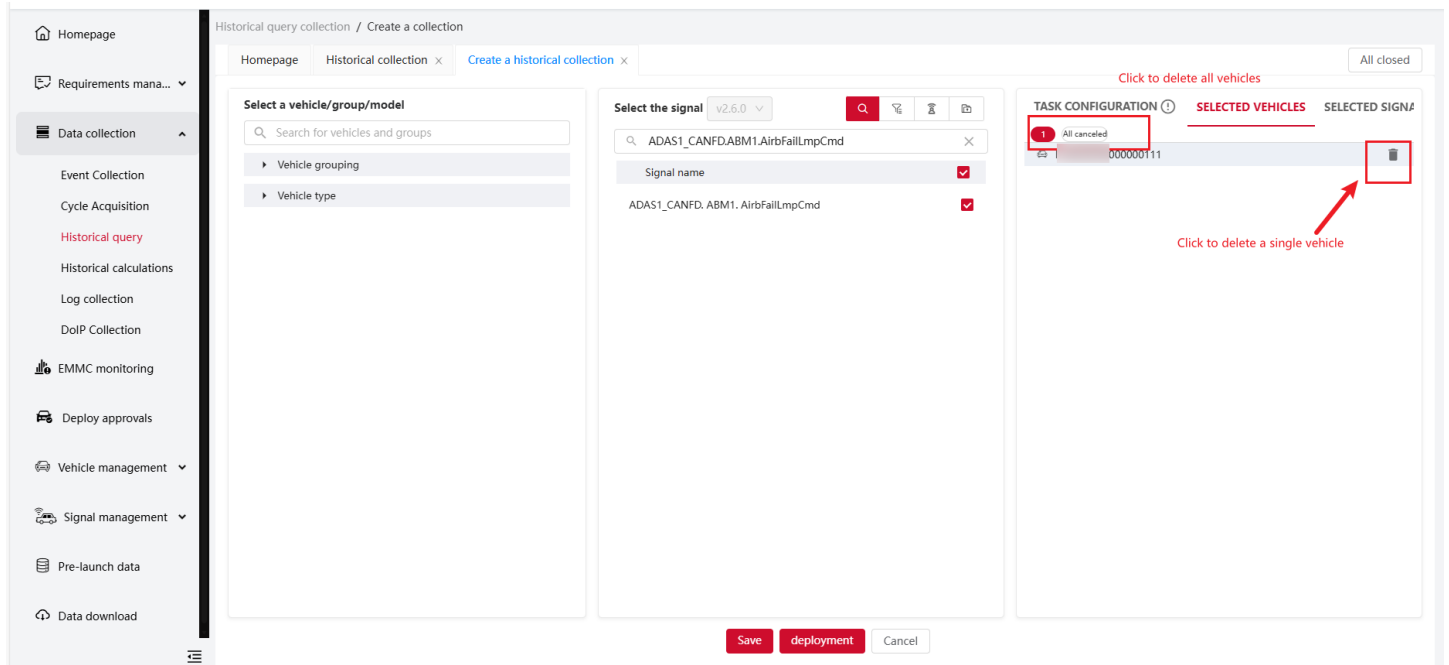 Homepage
Requirements mana...
Data collection
Event Collection
Cycle Acquisition
Historical query
Historical calculations
Log collection
DoIP Collection
EMMC monitoring
Deploy approvals
Vehicle management
Signal management
Pre-launch data
Data download
Historical query collection / Create a collection
Homepage Historical collection × Create a historical collection ×
All closed
Select a vehicle/group/model
Search for vehicles and groups
Vehicle grouping
Vehicle type
Select the signal v2.6.0
ADAS1_CANFD.ABM1.AirbFailLmpCmd
Signal name
ADAS1_CANFD. ABM1. AirbFailLmpCmd
Click to delete all vehicles
TASK CONFIGURATION SELECTED VEHICLES SELECTED SIGNA
1 All canceled
000000111
Click to delete a single vehicle
Save deployment Cancel